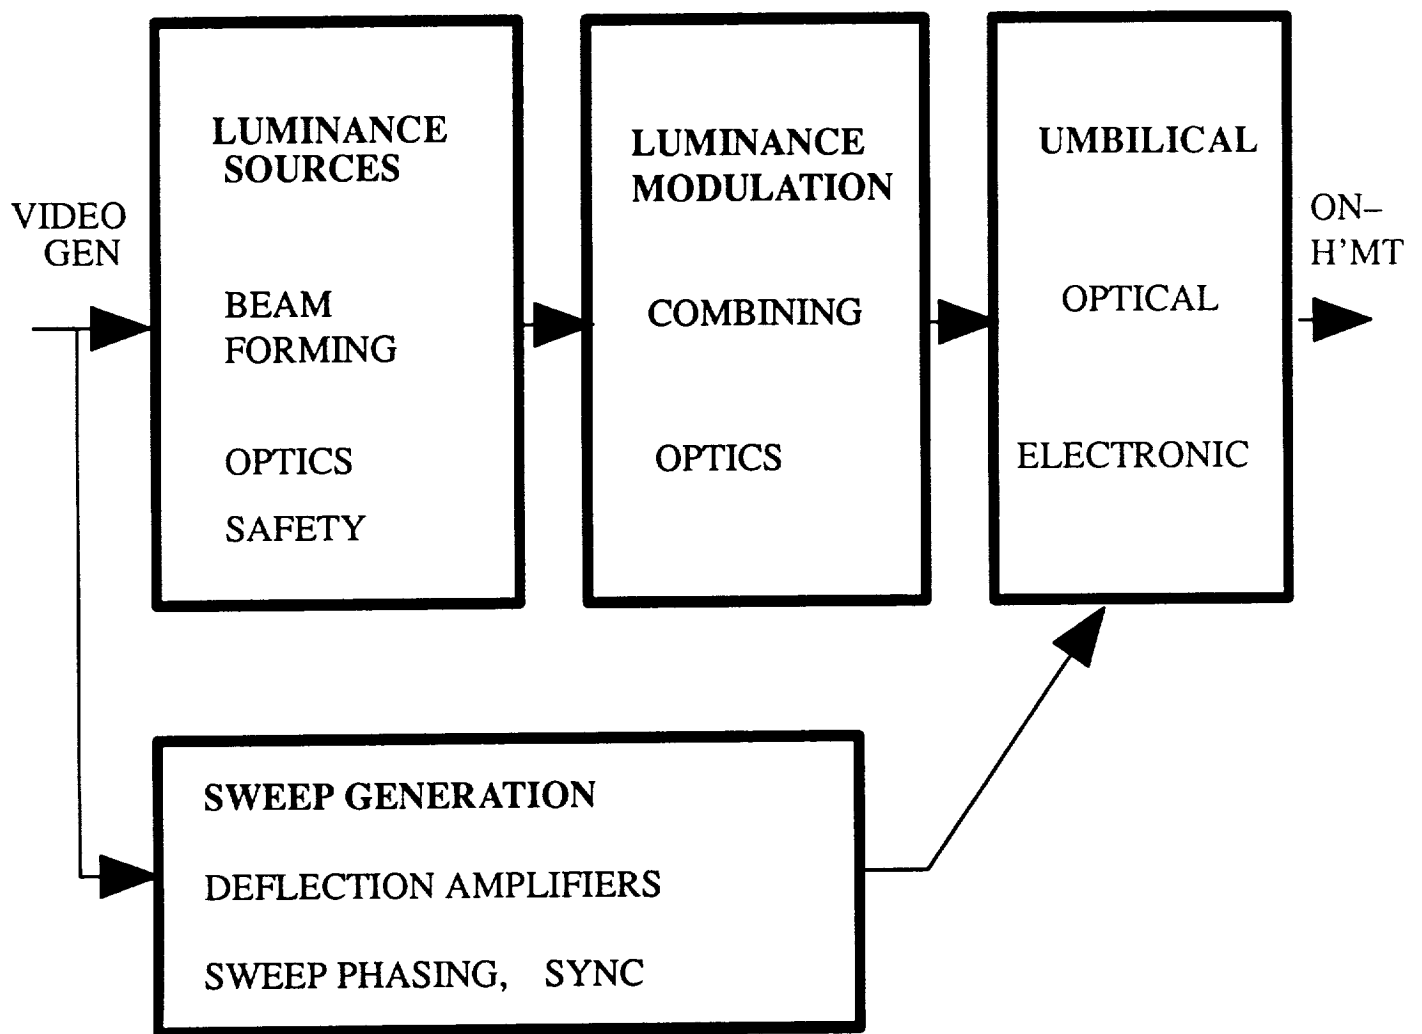 VIDEO
GEN
LUMINANCE
SOURCES
BEAM
FORMING
OPTICS
SAFETY
LUMINANCE
MODULATION
COMBINING
OPTICS
UMBILICAL
OPTICAL
ELECTRONIC
ON–
H’MT
SWEEP GENERATION
DEFLECTION AMPLIFIERS
SWEEP PHASING, SYNC